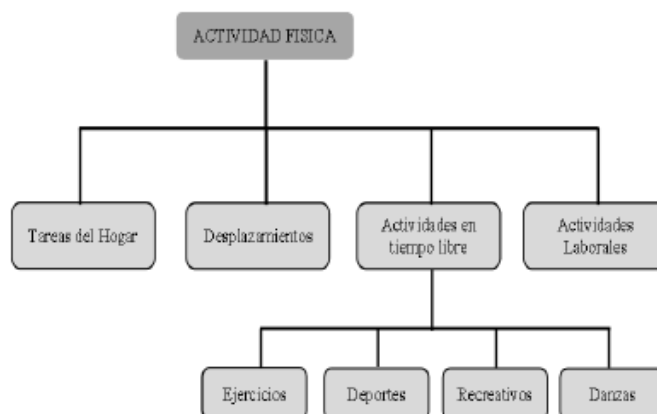 ACTIVIDAD FISICA
Tareas del Hogar
Desplazamientos
Actividades en
tiempo libre
Actividades
Laborales
Ejercicios
Deportes
Recreativos
Danzas